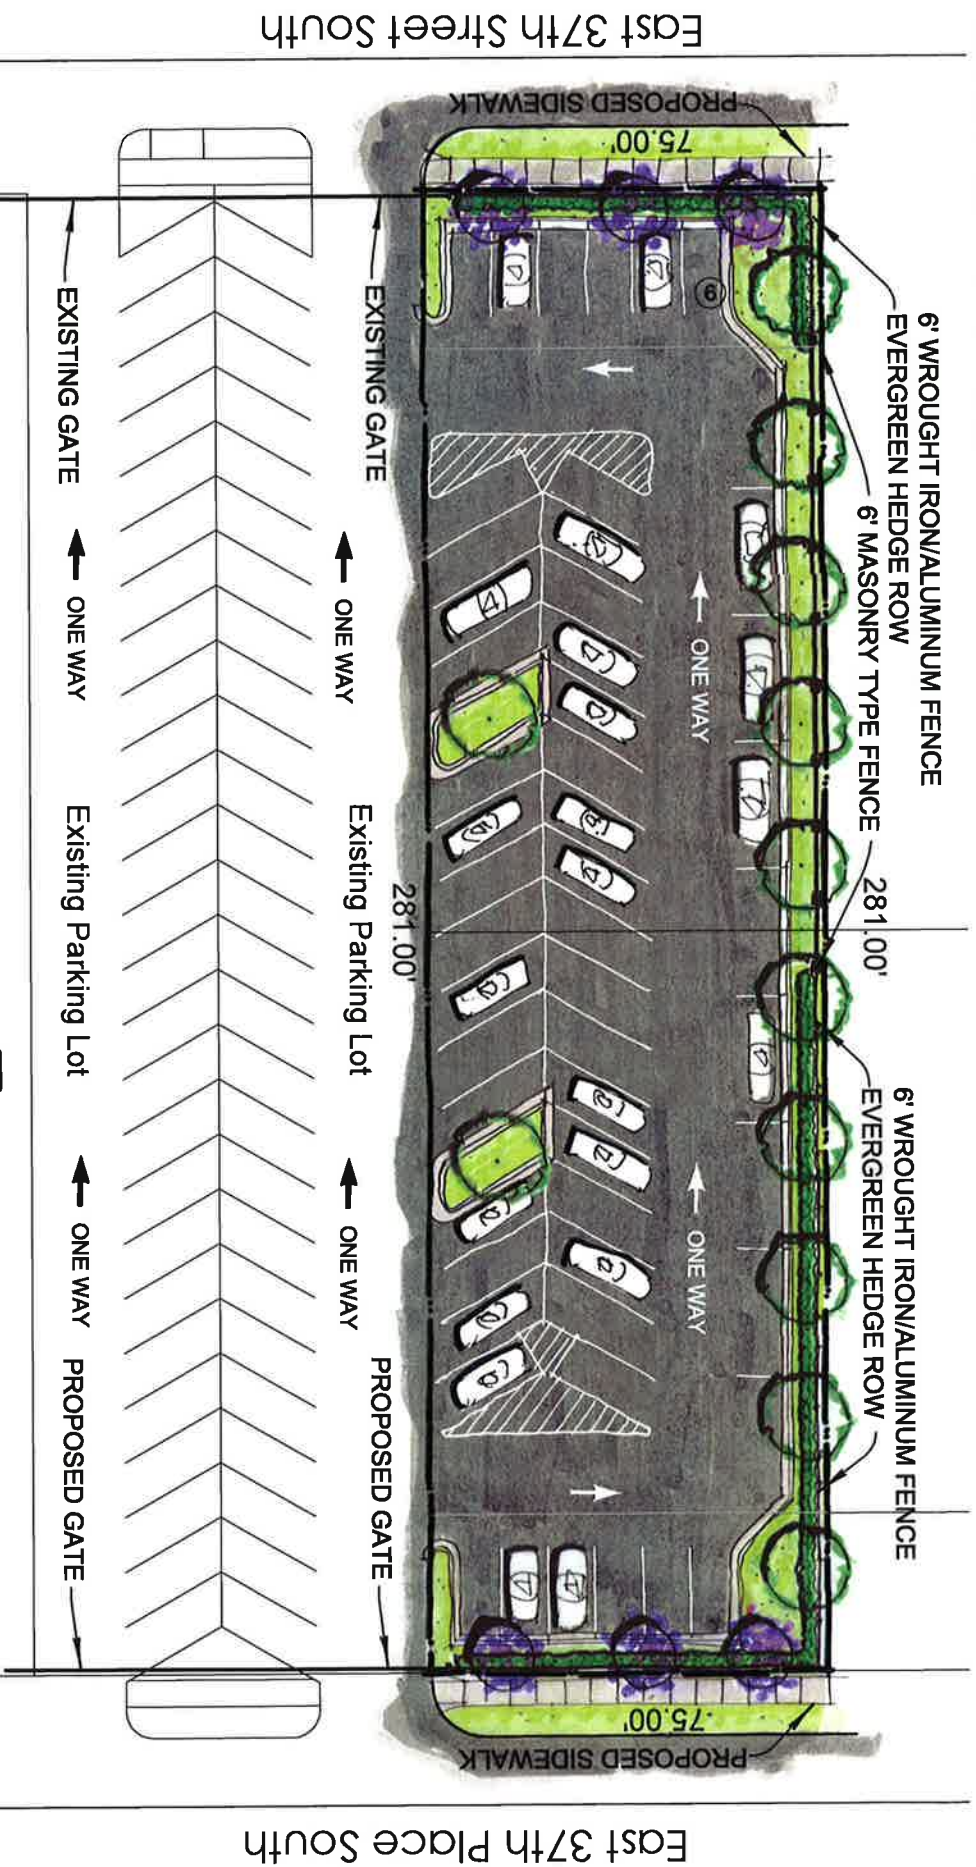 East 37th Street South
PROPOSED SIDEWALK
75.00'
6' WROUGHT IRON/ALUMINUM FENCE
EVERGREEN HEDGE ROW
6' MASONRY TYPE FENCE
281.00'
6' WROUGHT IRON/ALUMINUM FENCE
EVERGREEN HEDGE ROW
9
ONE WAY
ONE WAY
281.00'
EXISTING GATE
ONE WAY
Existing Parking Lot
ONE WAY
PROPOSED GATE
EXISTING GATE
ONE WAY
Existing Parking Lot
ONE WAY
PROPOSED GATE
75.00'
PROPOSED SIDEWALK
East 37th Place South